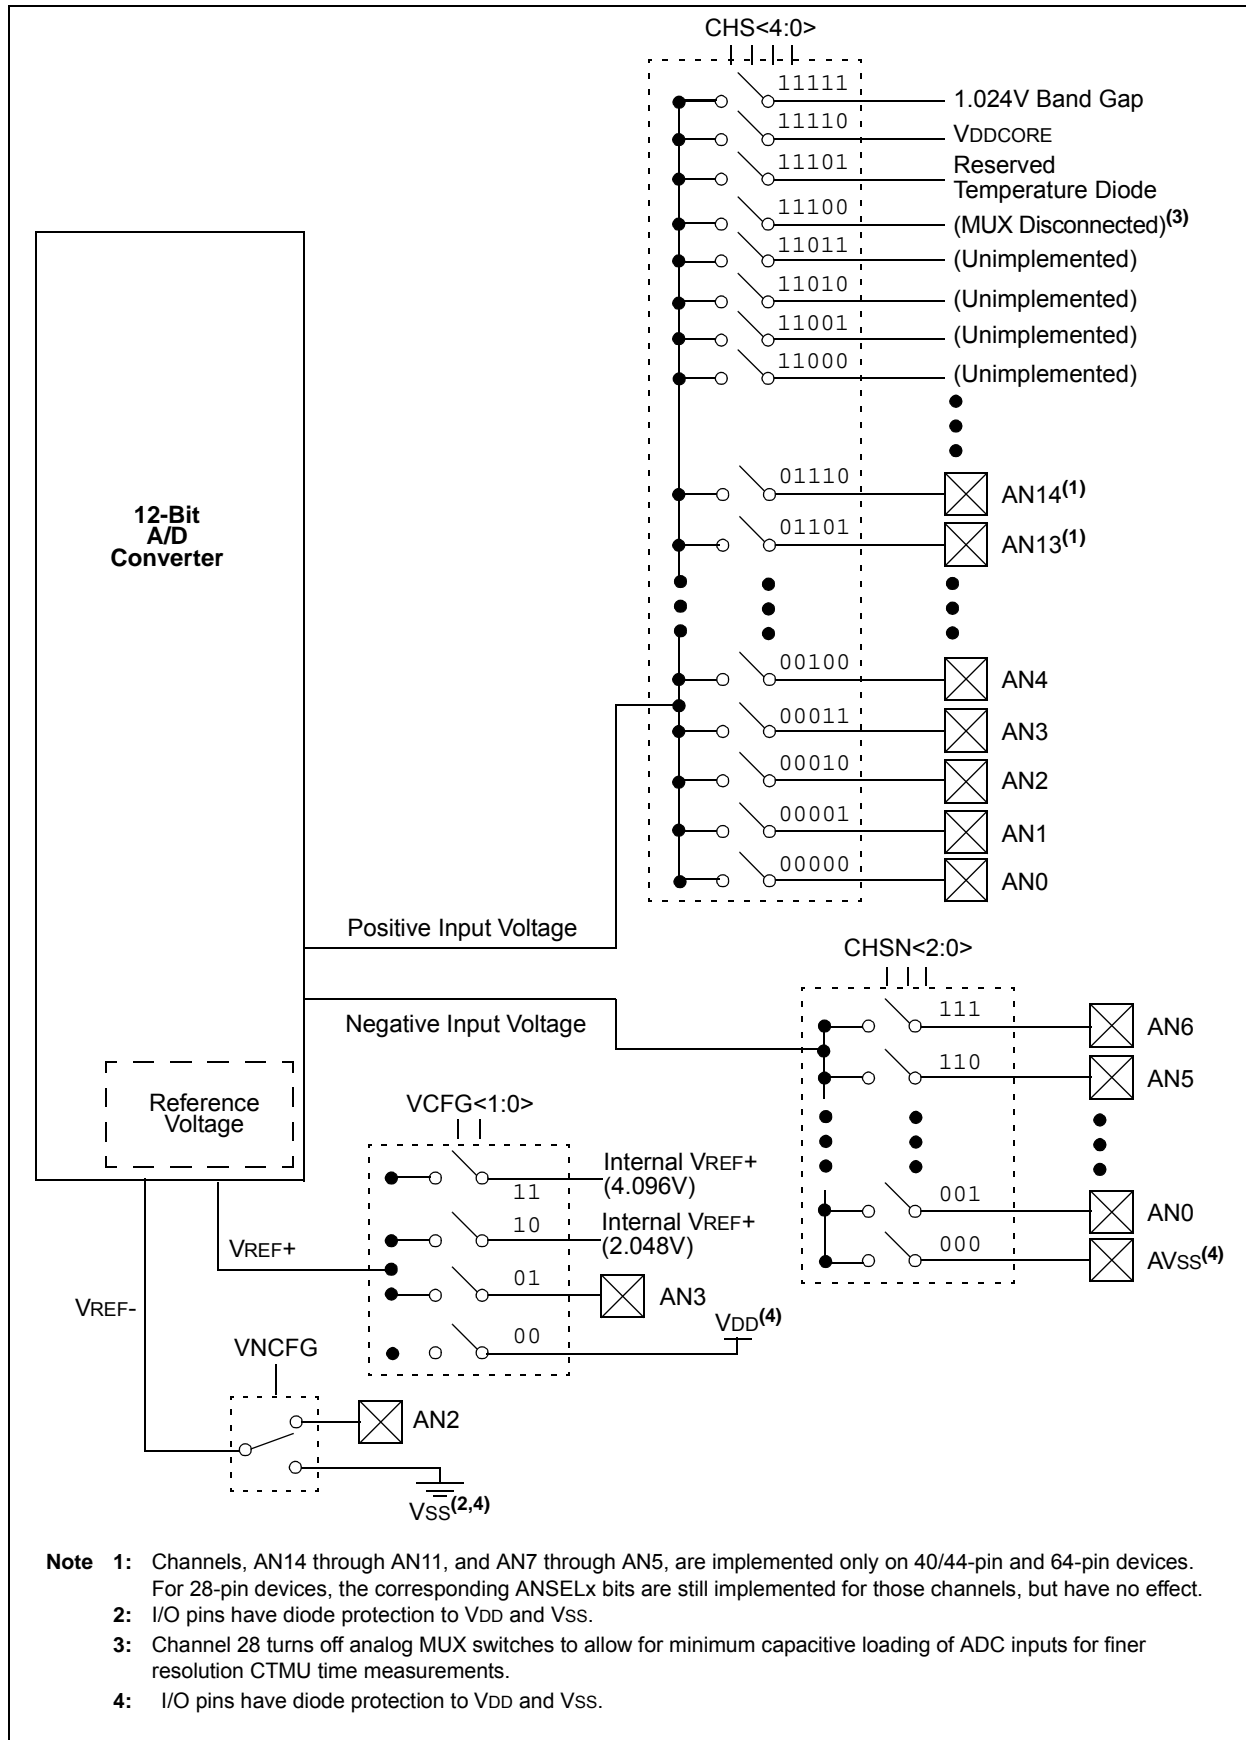 CHS<4:0>
11111
1.024V Band Gap
11110
VDDCORE
11101
Reserved
Temperature Diode
11100
(MUX Disconnected)(3)
11011
(Unimplemented)
11010
(Unimplemented)
11001
(Unimplemented)
11000
(Unimplemented)
01110
AN14(1)
01101
AN13(1)
12-Bit
A/D
Converter
00100
AN4
00011
AN3
00010
AN2
00001
AN1
00000
AN0
Positive Input Voltage
CHSN<2:0>
Negative Input Voltage
111
AN6
110
AN5
001
AN0
000
AVSS(4)
Reference
Voltage
VCFG<1:0>
11
Internal VREF+
(4.096V)
10
Internal VREF+
(2.048V)
VREF+
01
AN3
00
VDD(4)
VREF-
VNCFG
AN2
VSS(2,4)
Note 1: Channels, AN14 through AN11, and AN7 through AN5, are implemented only on 40/44-pin and 64-pin devices.
For 28-pin devices, the corresponding ANSELx bits are still implemented for those channels, but have no effect.
2: I/O pins have diode protection to VDD and VSS.
3: Channel 28 turns off analog MUX switches to allow for minimum capacitive loading of ADC inputs for finer
resolution CTMU time measurements.
4: I/O pins have diode protection to VDD and VSS.